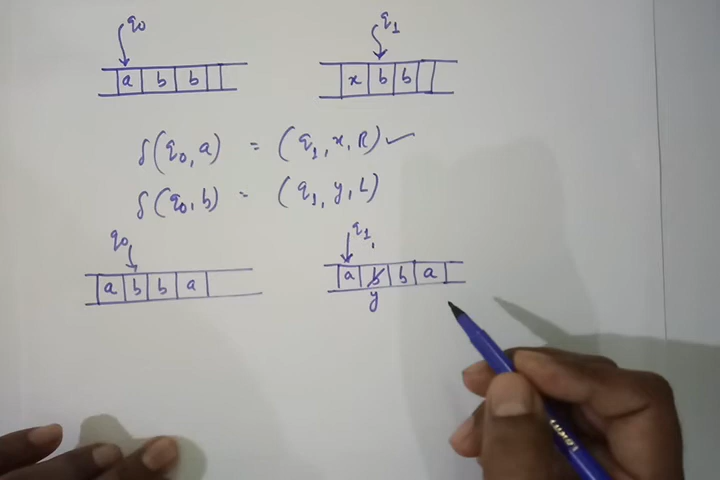 q0 q1
a b b x b b
δ(q0, a) = (q1, x, R) ✓
δ(q0, b) = (q1, y, L)
q0 q1
a b b a a b b a
y